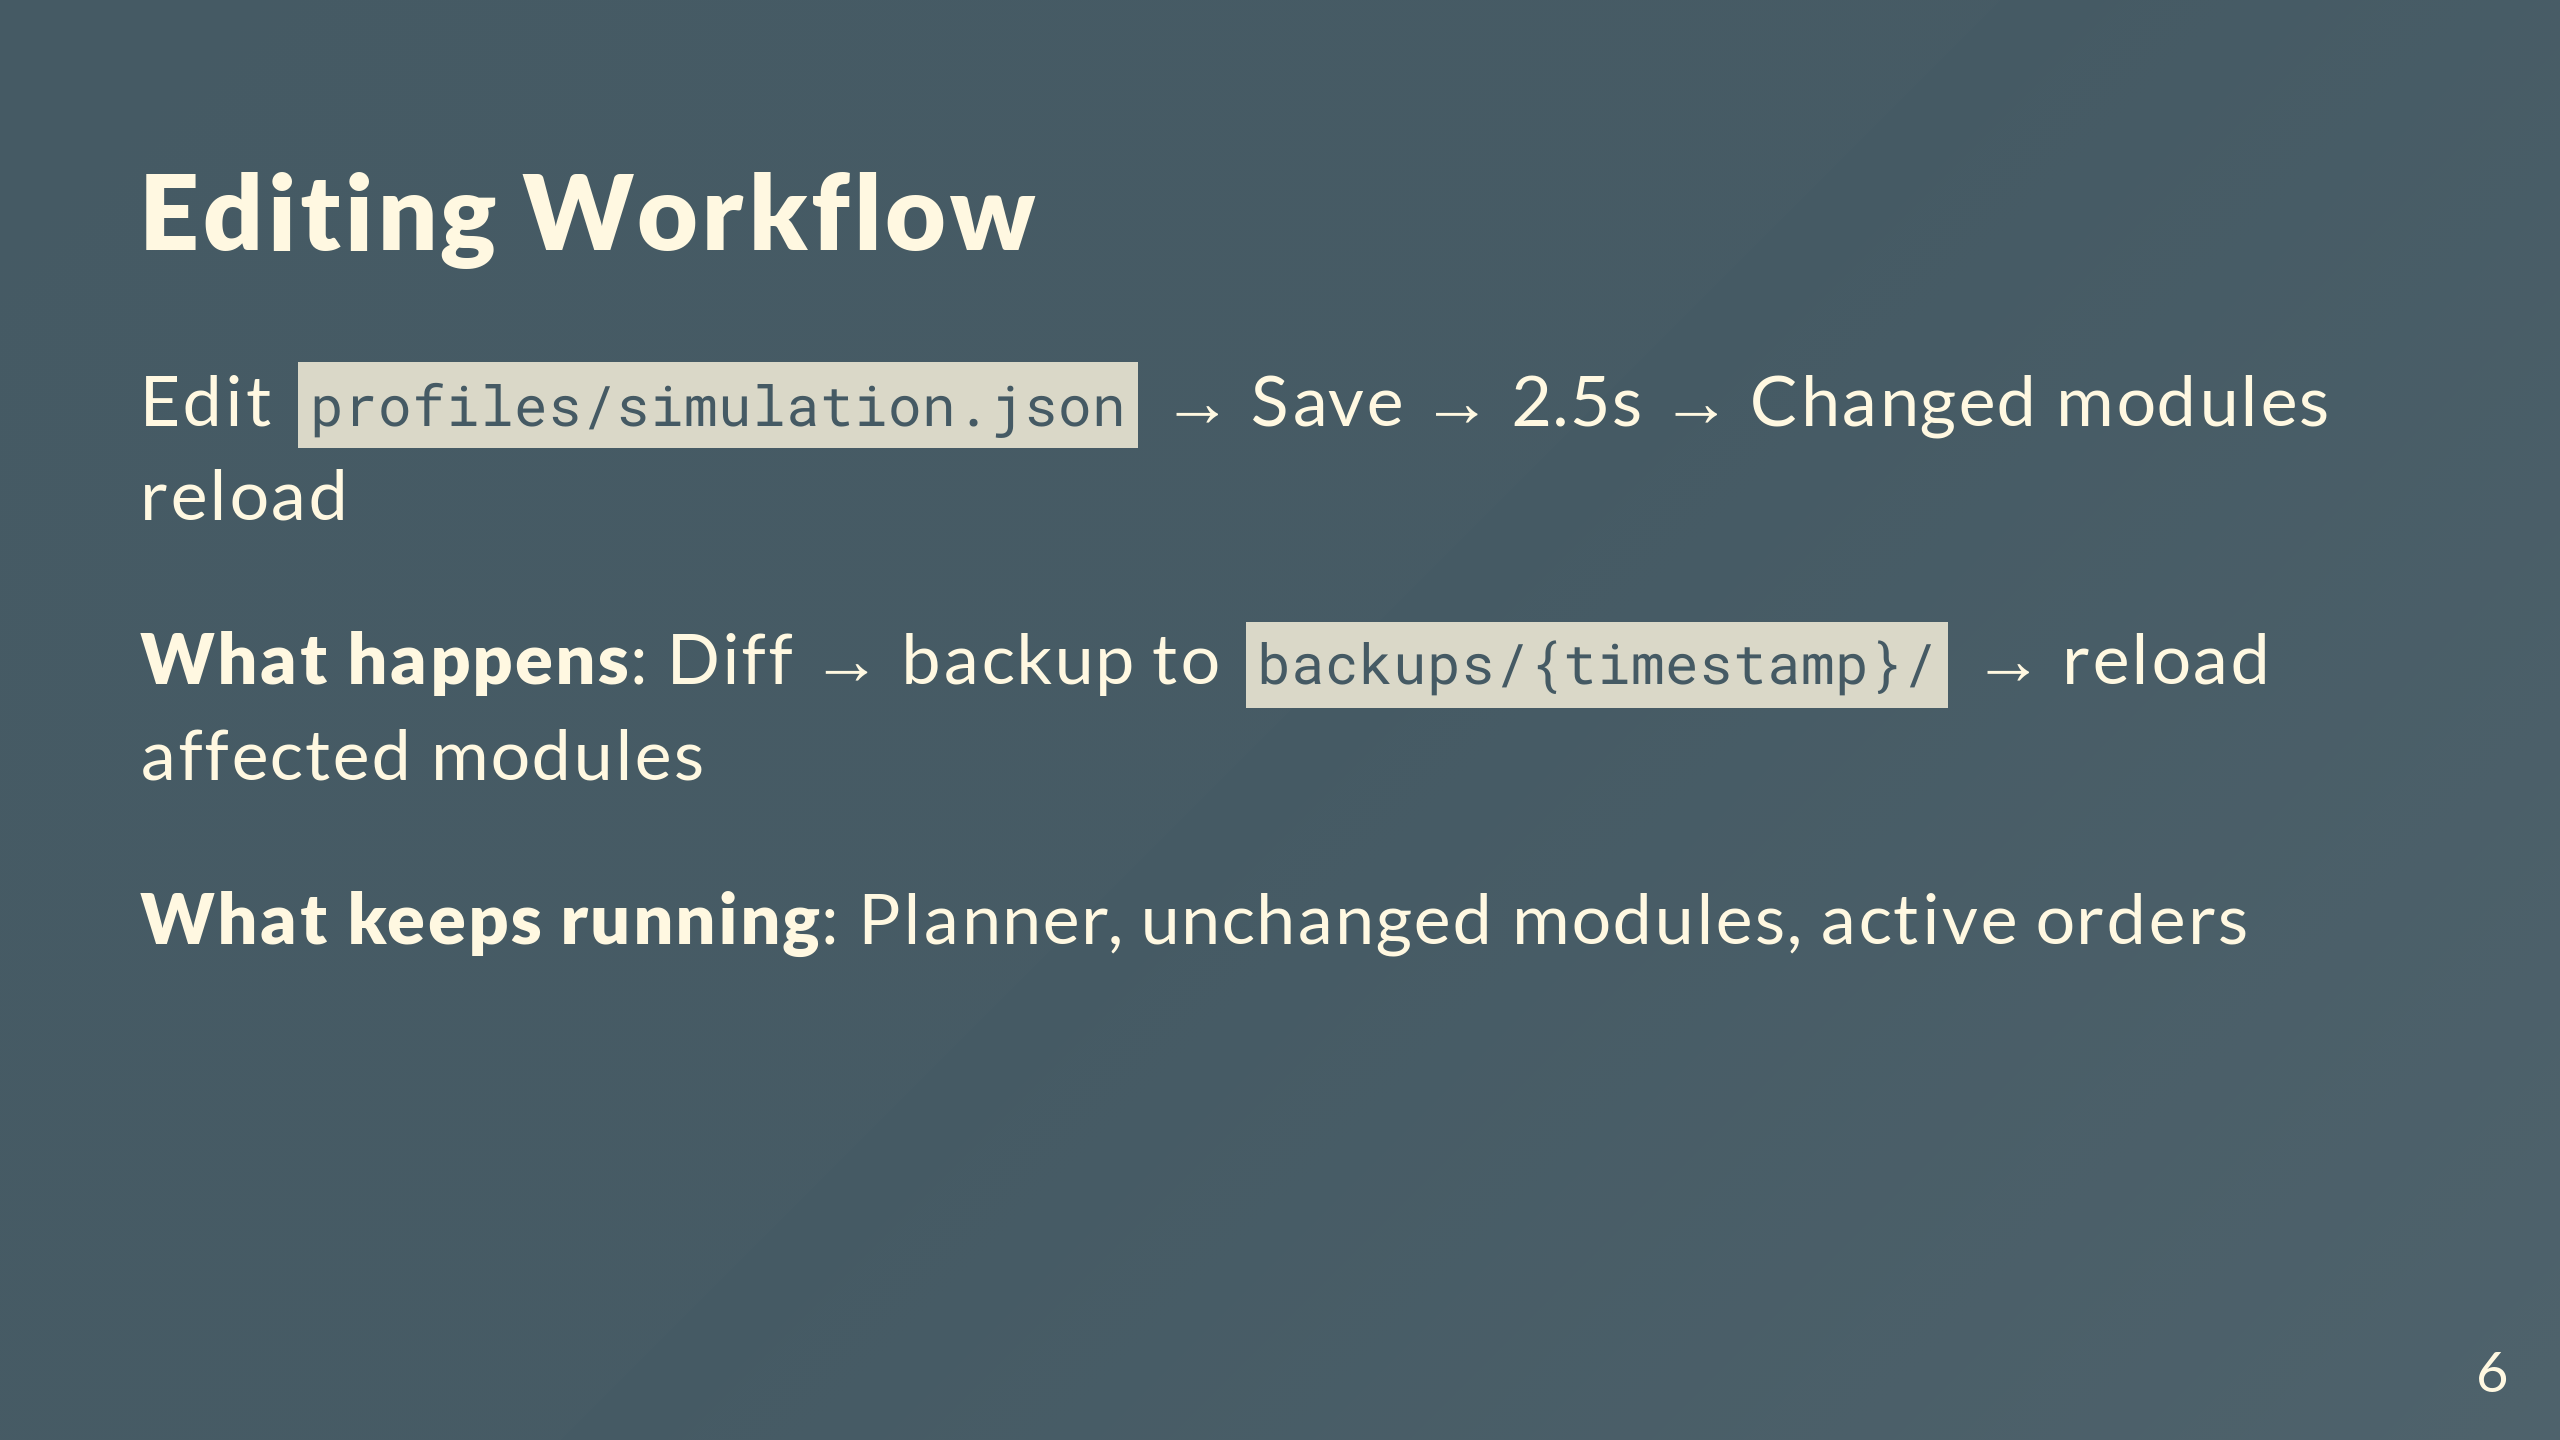 Editing Workflow
Edit profiles/simulation.json → Save → 2.5s → Changed modules
reload
What happens: Diff → backup to backups/{timestamp}/ → reload
affected modules
What keeps running: Planner, unchanged modules, active orders
6